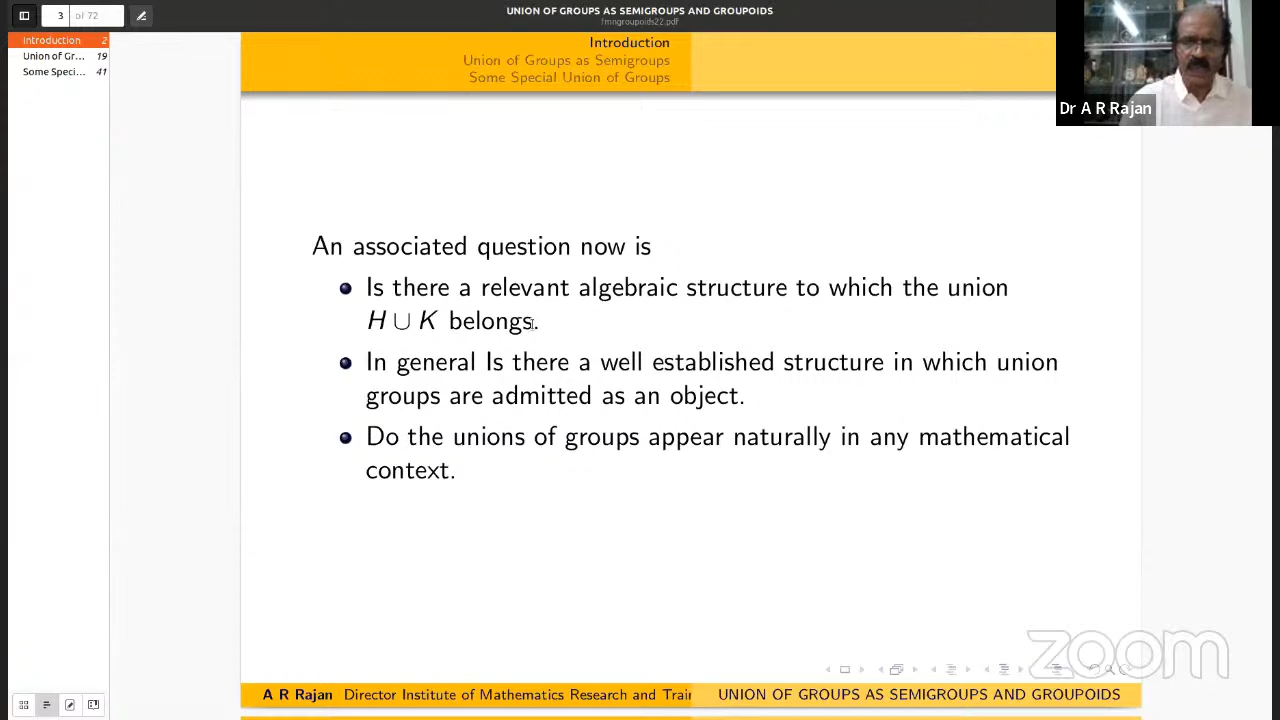 UNION OF GROUPS AS SEMIGROUPS AND GROUPOIDS
fmngroupoids22.pdf
3 of 72
Introduction 2
Union of Gr... 19
Some Speci... 41
Introduction
Union of Groups as Semigroups
Some Special Union of Groups
Dr A R Rajan
An associated question now is
Is there a relevant algebraic structure to which the union
H ∪ K belongs.
In general Is there a well established structure in which union
groups are admitted as an object.
Do the unions of groups appear naturally in any mathematical
context.
zoom
A R Rajan Director Institute of Mathematics Research and Trai
UNION OF GROUPS AS SEMIGROUPS AND GROUPOIDS